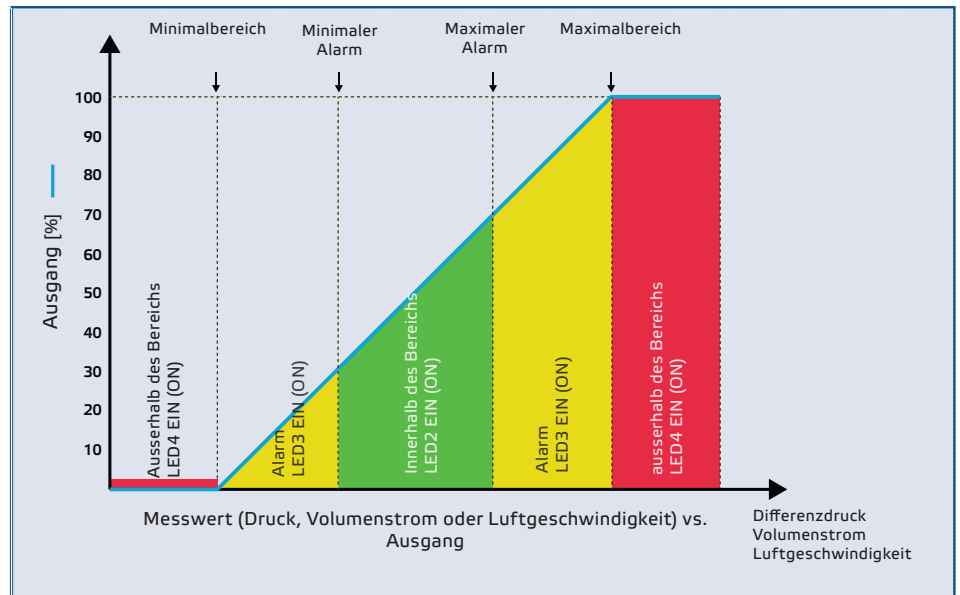 Minimalbereich
Minimaler
Alarm
Maximaler
Alarm
Maximalbereich
Ausgang [%]
100
90
80
70
60
50
40
30
20
10
Ausserhalb des Bereichs
LED4 EIN (ON)
Alarm
LED3 EIN (ON)
Innerhalb des Bereichs
LED2 EIN (ON)
Alarm
LED3 EIN (ON)
ausserhalb des Bereichs
LED4 EIN (ON)
Messwert (Druck, Volumenstrom oder Luftgeschwindigkeit) vs.
Ausgang
Differenzdruck
Volumenstrom
Luftgeschwindigkeit